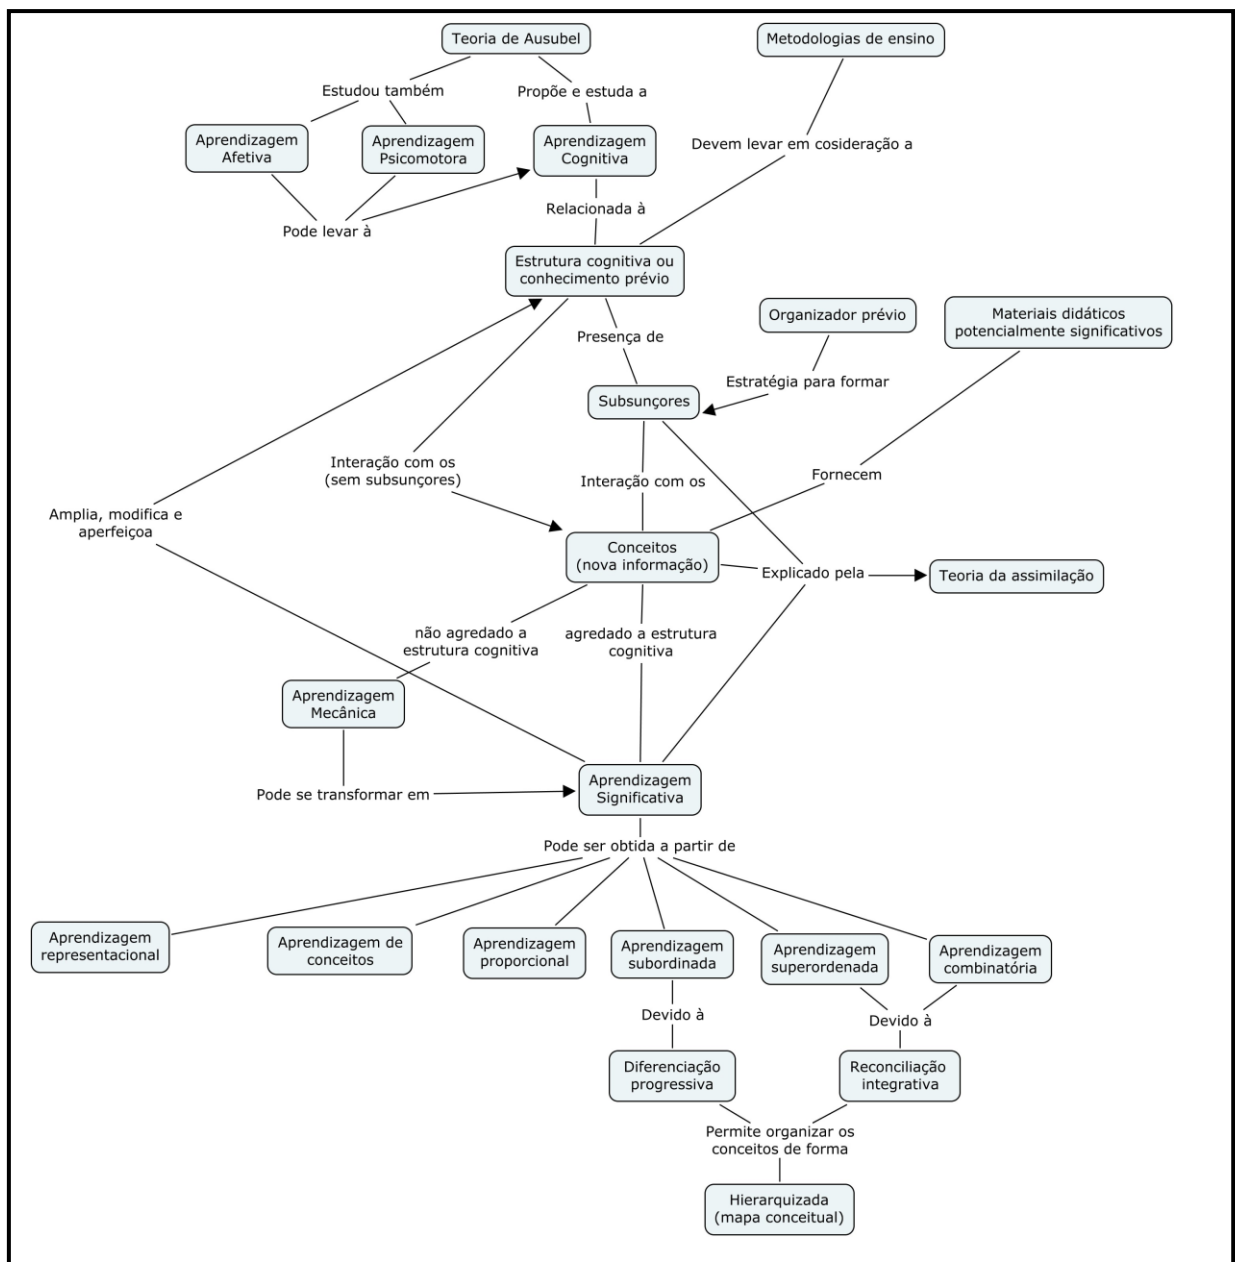 Teoria de Ausubel
Metodologias de ensino
Estudou também
Propõe e estuda a
Aprendizagem
Afetiva
Aprendizagem
Psicomotora
Aprendizagem
Cognitiva
Devem levar em cosideração a
Pode levar à
Relacionada à
Estrutura cognitiva ou
conhecimento prévio
Organizador prévio
Materiais didáticos
potencialmente significativos
Presença de
Estratégia para formar
Subsunçores
Interação com os
(sem subsunçores)
Interação com os
Fornecem
Amplia, modifica e
aperfeiçoa
Conceitos
(nova informação)
Explicado pela
Teoria da assimilação
não agredado a
estrutura cognitiva
agredado a estrutura
cognitiva
Aprendizagem
Mecânica
Pode se transformar em
Aprendizagem
Significativa
Pode ser obtida a partir de
Aprendizagem
representacional
Aprendizagem de
conceitos
Aprendizagem
proporcional
Aprendizagem
subordinada
Aprendizagem
superordenada
Aprendizagem
combinatória
Devido à
Devido à
Diferenciação
progressiva
Reconciliação
integrativa
Permite organizar os
conceitos de forma
Hierarquizada
(mapa conceitual)